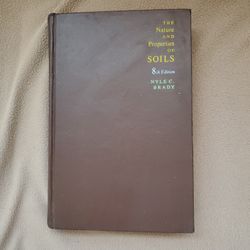 THE
Nature
AND
Properties
OF
SOILS
8th Edition
NYLE C.
BRADY